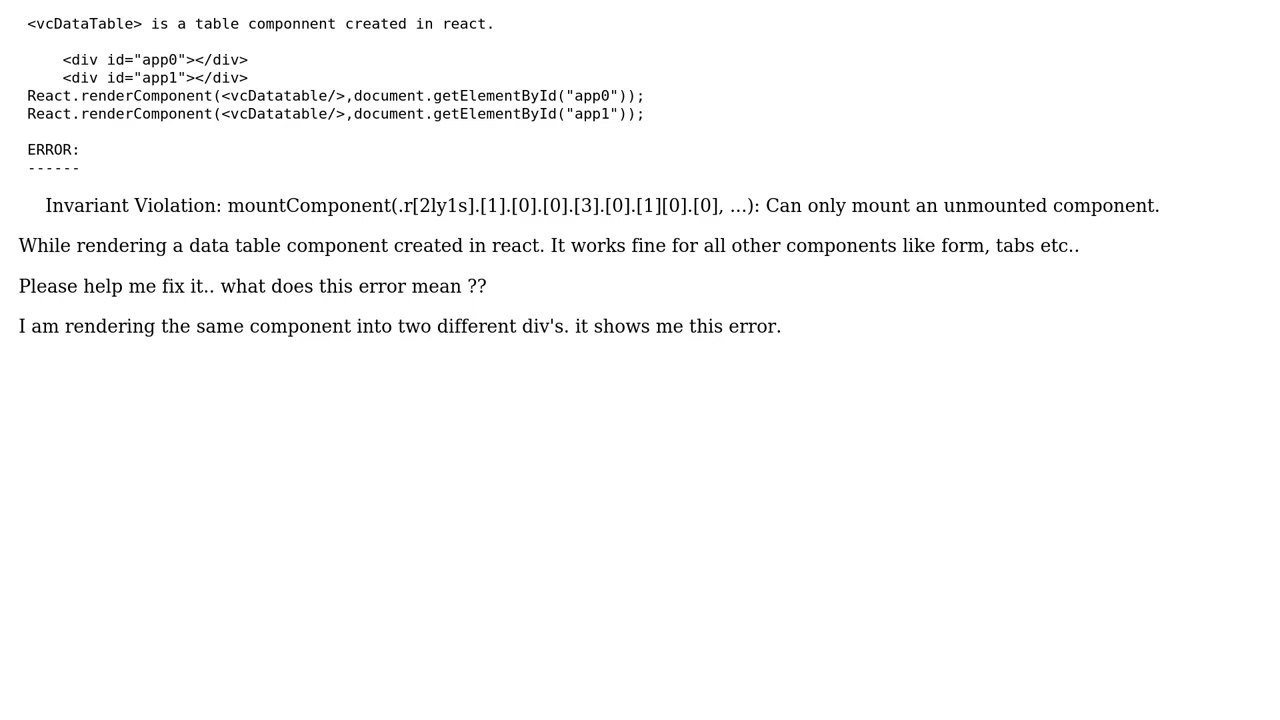 <vcDataTable> is a table componnent created in react.
<div id="app0"></div>
<div id="app1"></div>
React.renderComponent(<vcDatatable/>,document.getElementById("app0"));
React.renderComponent(<vcDatatable/>,document.getElementById("app1"));
ERROR:
------
Invariant Violation: mountComponent(.r[2ly1s].[1].[0].[0].[3].[0].[1][0].[0], ...): Can only mount an unmounted component.
While rendering a data table component created in react. It works fine for all other components like form, tabs etc..
Please help me fix it.. what does this error mean ??
I am rendering the same component into two different div's. it shows me this error.